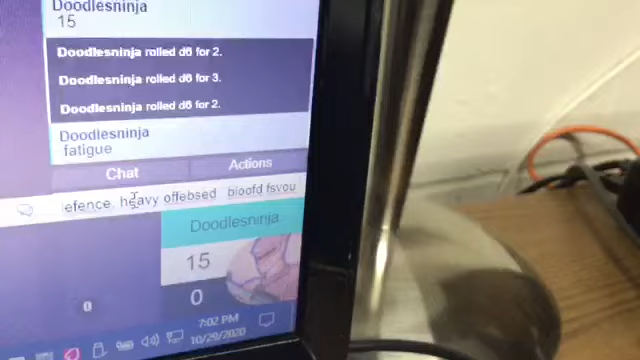 Doodlesninja
15
Doodlesninja rolled d6 for 2.
Doodlesninja rolled d6 for 3.
Doodlesninja rolled d6 for 2.
Doodlesninja
fatigue
Chat Actions
efence, heavy offebsed bioofd fsvou
Doodlesninja
15
0
0
7:02 PM
10/29/2020